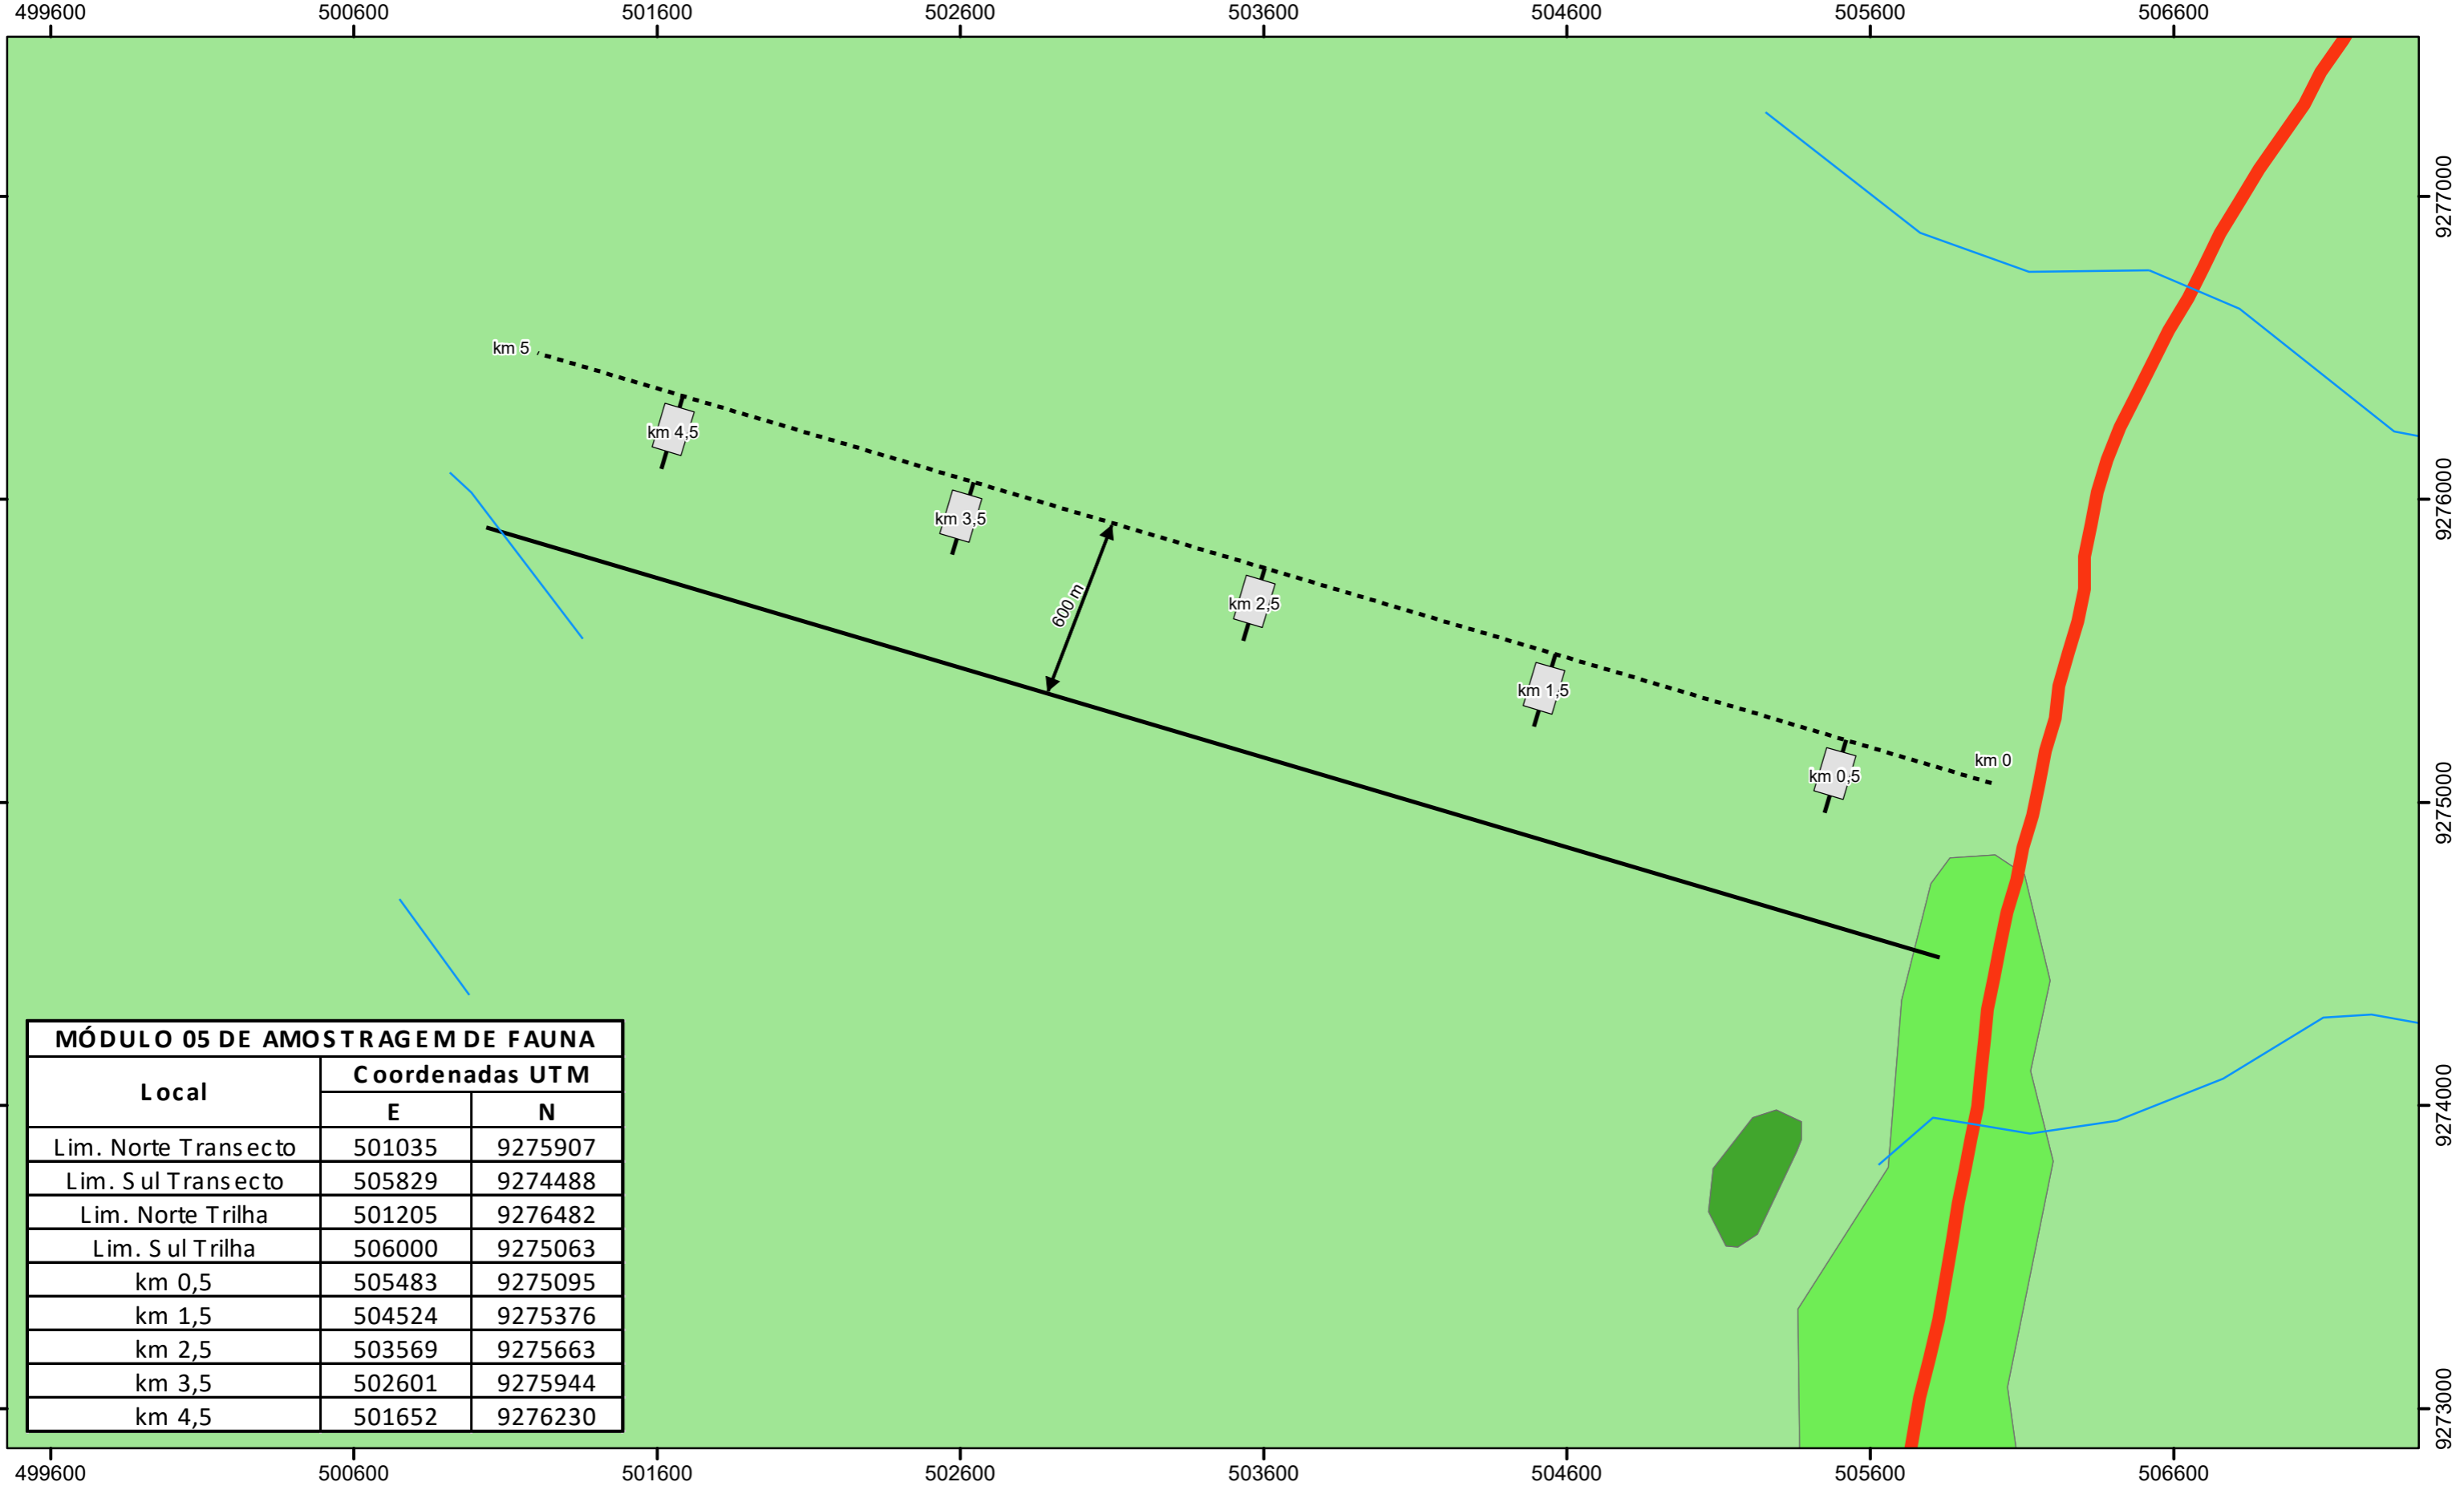 499600 500600 501600 502600 503600 504600 505600 506600
9277000
km 5
km 4,5
9276000
km 3,5
600 m
km 2,5
km 1,5
km 0
km 0,5
9275000
MÓDULO 05 DE AMOSTRAGEM DE FAUNA
Local
Coordenadas UTM
E N
Lim. Norte Transecto 501035 9275907
Lim. Sul Transecto 505829 9274488
Lim. Norte Trilha 501205 9276482
Lim. Sul Trilha 506000 9275063
km 0,5 505483 9275095
km 1,5 504524 9275376
km 2,5 503569 9275663
km 3,5 502601 9275944
km 4,5 501652 9276230
9274000
9273000
499600 500600 501600 502600 503600 504600 505600 506600